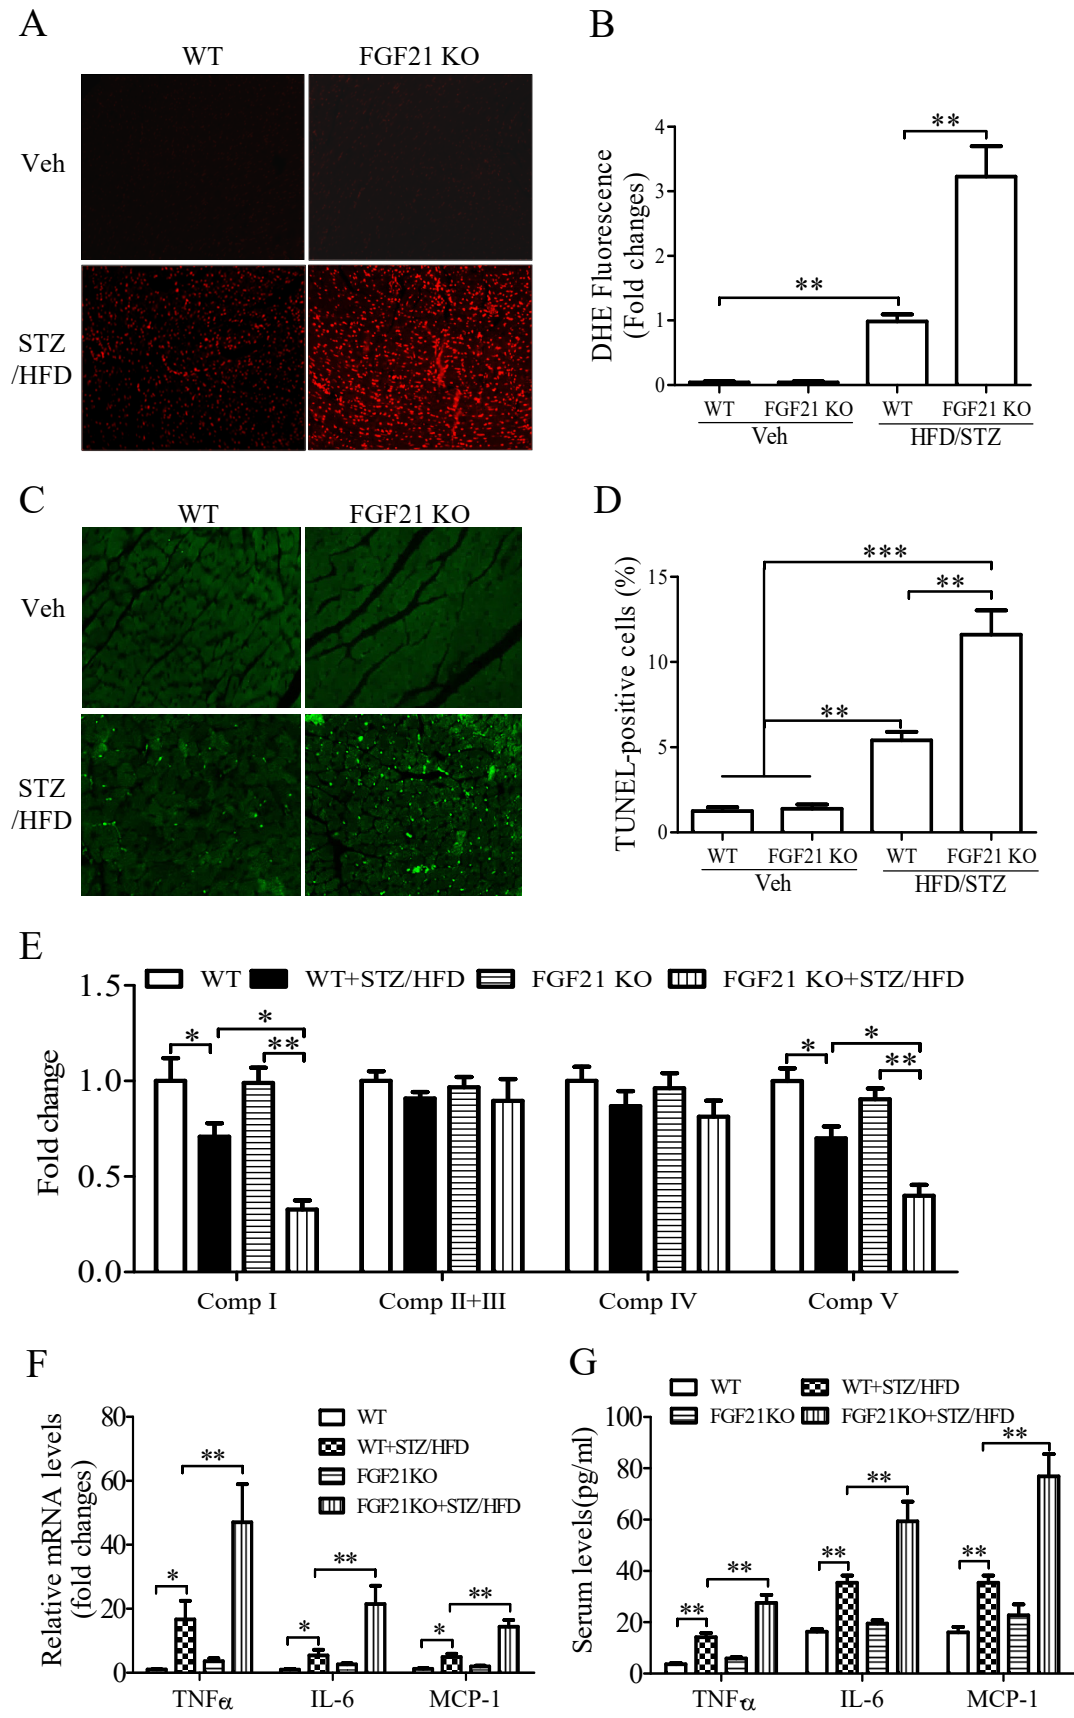 A
WT FGF21 KO
Veh
STZ
/HFD
B
DHE Fluorescence
(Fold changes)
4
3
2
1
0
**
**
WT FGF21 KO WT FGF21 KO
Veh HFD/STZ
C
WT FGF21 KO
Veh
STZ
/HFD
D
TUNEL-positive cells (%)
15
10
5
0
***
**
**
WT FGF21 KO WT FGF21 KO
Veh HFD/STZ
E
WT WT+STZ/HFD FGF21 KO FGF21 KO+STZ/HFD
Fold change
1.5
1.0
0.5
0.0
* * **
* * **
Comp I Comp II+III Comp IV Comp V
F
Relative mRNA levels
(fold changes)
80
60
40
20
0
WT
WT+STZ/HFD
FGF21KO
FGF21KO+STZ/HFD
* **
* **
* **
TNFα IL-6 MCP-1
G
WT WT+STZ/HFD
FGF21KO FGF21KO+STZ/HFD
Serum levels(pg/ml)
100
80
60
40
20
0
** **
** **
** **
TNFα IL-6 MCP-1